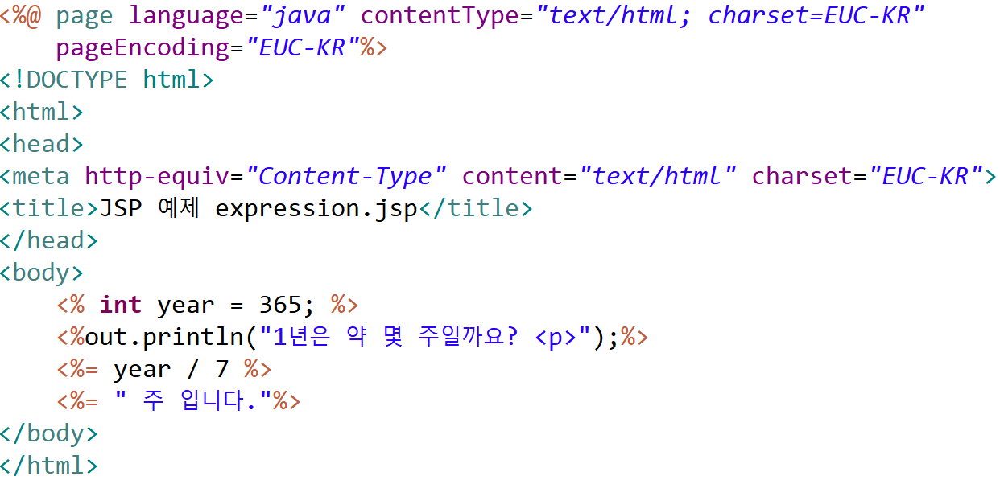 <%@ page language="java" contentType="text/html; charset=EUC-KR"
    pageEncoding="EUC-KR"%>
<!DOCTYPE html>
<html>
<head>
<meta http-equiv="Content-Type" content="text/html" charset="EUC-KR">
<title>JSP 예제 expression.jsp</title>
</head>
<body>
    <% int year = 365; %>
    <%out.println("1년은 약 몇 주일까요? <p>");%>
    <%= year / 7 %>
    <%= " 주 입니다."%>
</body>
</html>